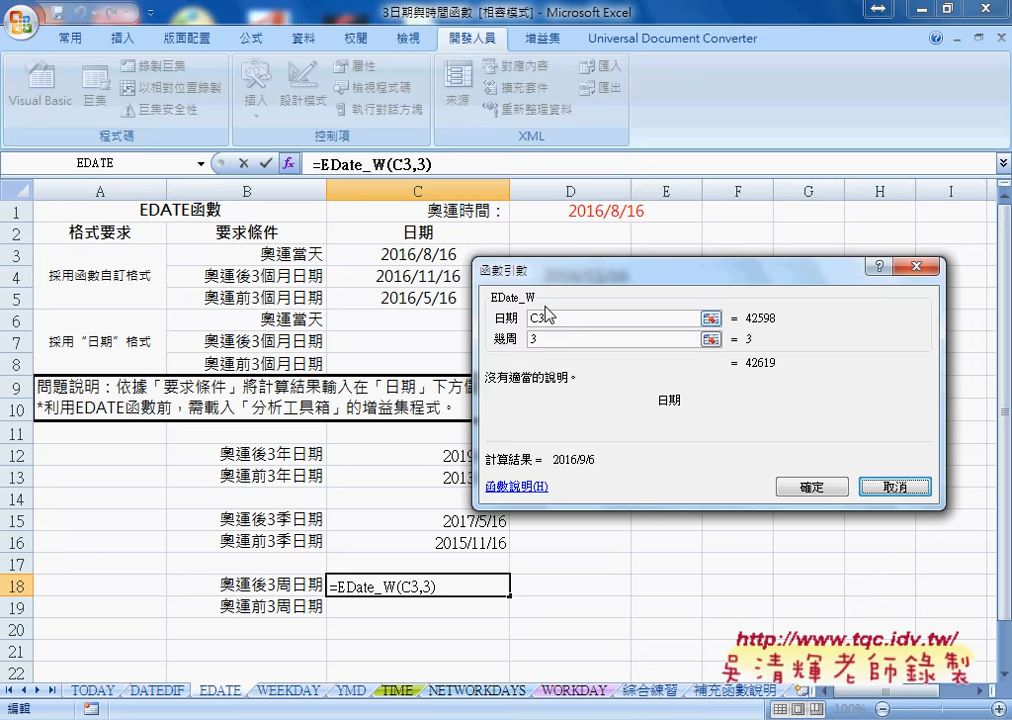 3日期與時間函數 [相容模式] - Microsoft Excel
常用 插入 版面配置 公式 資料 校閱 檢視 開發人員 增益集 Universal Document Converter
Visual Basic 巨集 錄製巨集 以相對位置錄製 巨集安全性 程式碼
插入 設計模式 屬性 檢視程式碼 執行對話方塊 控制項
來源 對應內容 擴充套件 重新整理資料 匯入 匯出 XML
EDATE =EDate_W(C3,3)
A B C D E F G H I
1 EDATE函數 奧運時間： 2016/8/16
2 格式要求 要求條件 日期
3 奧運當天 2016/8/16
4 採用函數自訂格式 奧運後3個月日期 2016/11/16
5 奧運前3個月日期 2016/5/16
6 奧運當天
7 採用“日期”格式 奧運後3個月日期
8 奧運前3個月日期
9 問題說明：依據「要求條件」將計算結果輸入在「日期」下方
10 *利用EDATE函數前，需載入「分析工具箱」的增益集程式。
11
12 奧運後3年日期 2019
13 奧運前3年日期 2013
14
15 奧運後3季日期 2017/5/16
16 奧運前3季日期 2015/11/16
17
18 奧運後3周日期 =EDate_W(C3,3)
19 奧運前3周日期
20
21
22
函數引數
EDate_W
日期 C3 = 42598
幾周 3 = 3
= 42619
沒有適當的說明。
日期
計算結果 = 2016/9/6
函數說明(H) 確定 取消
http://www.tqc.idv.tw/
吳清輝老師錄製
TODAY DATEDIF EDATE WEEKDAY YMD TIME NETWORKDAYS WORKDAY 綜合練習 補充函數說明
編輯 100%